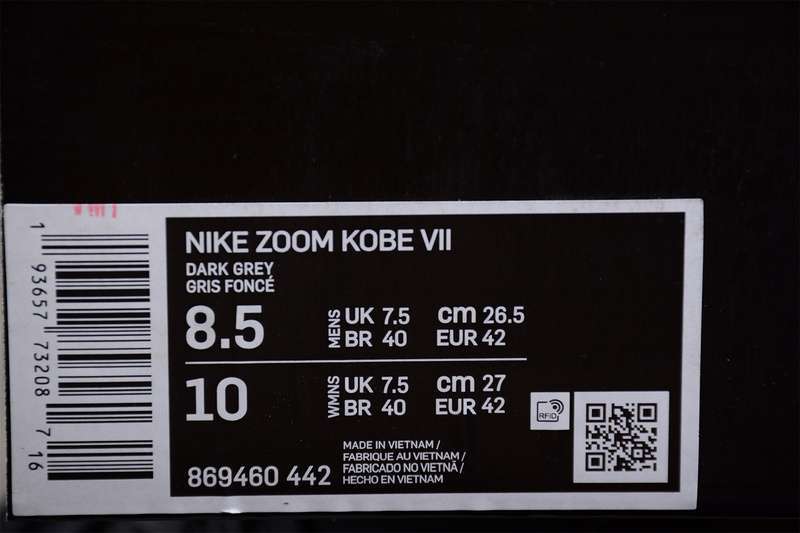 NIKE ZOOM KOBE VII
DARK GREY
GRIS FONCÉ
8.5 MENS UK 7.5 cm 26.5
BR 40 EUR 42
10 WMNS UK 7.5 cm 27
BR 40 EUR 42
RFID
869460 442
MADE IN VIETNAM /
FABRIQUE AU VIETNAM /
FABRICADO NO VIETNÃ /
HECHO EN VIETNAM
1 93657 73208 7 16